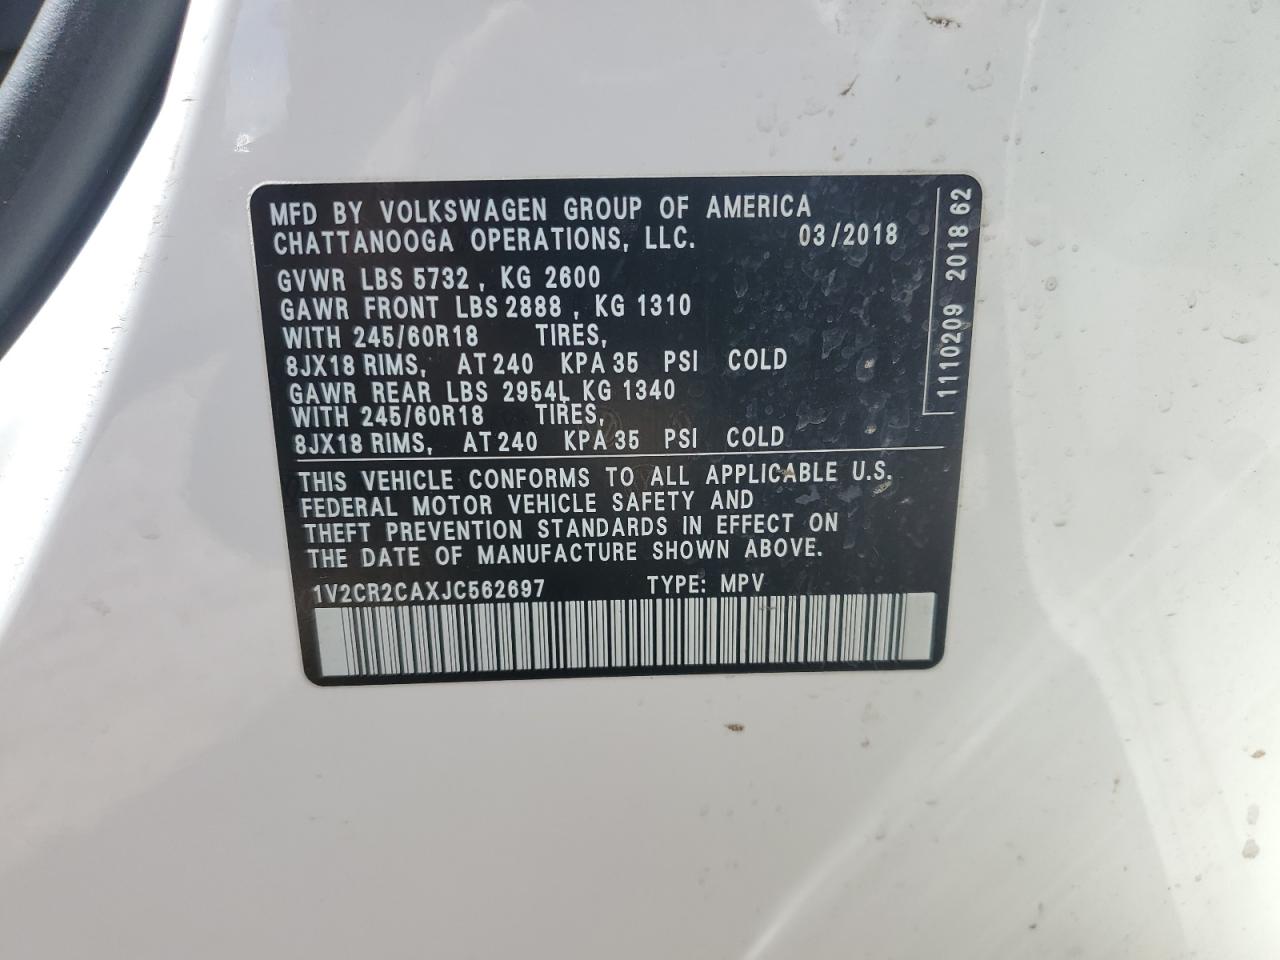 MFD BY VOLKSWAGEN GROUP OF AMERICA
CHATTANOOGA OPERATIONS, LLC. 03/2018
GVWR LBS 5732 , KG 2600
GAWR FRONT LBS 2888 , KG 1310
WITH 245/60R18 TIRES,
8JX18 RIMS, AT 240 KPA 35 PSI COLD
GAWR REAR LBS 2954, KG 1340
WITH 245/60R18 TIRES,
8JX18 RIMS, AT 240 KPA 35 PSI COLD
THIS VEHICLE CONFORMS TO ALL APPLICABLE U.S.
FEDERAL MOTOR VEHICLE SAFETY AND
THEFT PREVENTION STANDARDS IN EFFECT ON
THE DATE OF MANUFACTURE SHOWN ABOVE.
1V2CR2CAXJC562697 TYPE: MPV
1110209 2018 62